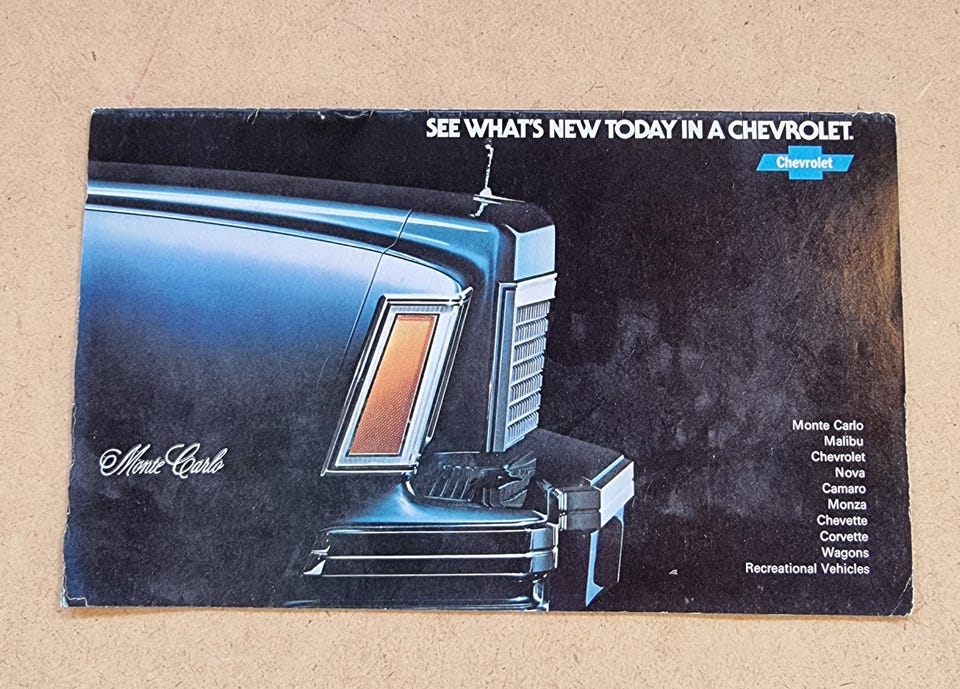 SEE WHAT'S NEW TODAY IN A CHEVROLET.
Chevrolet
Monte Carlo
Monte Carlo
Malibu
Chevrolet
Nova
Camaro
Monza
Chevette
Corvette
Wagons
Recreational Vehicles